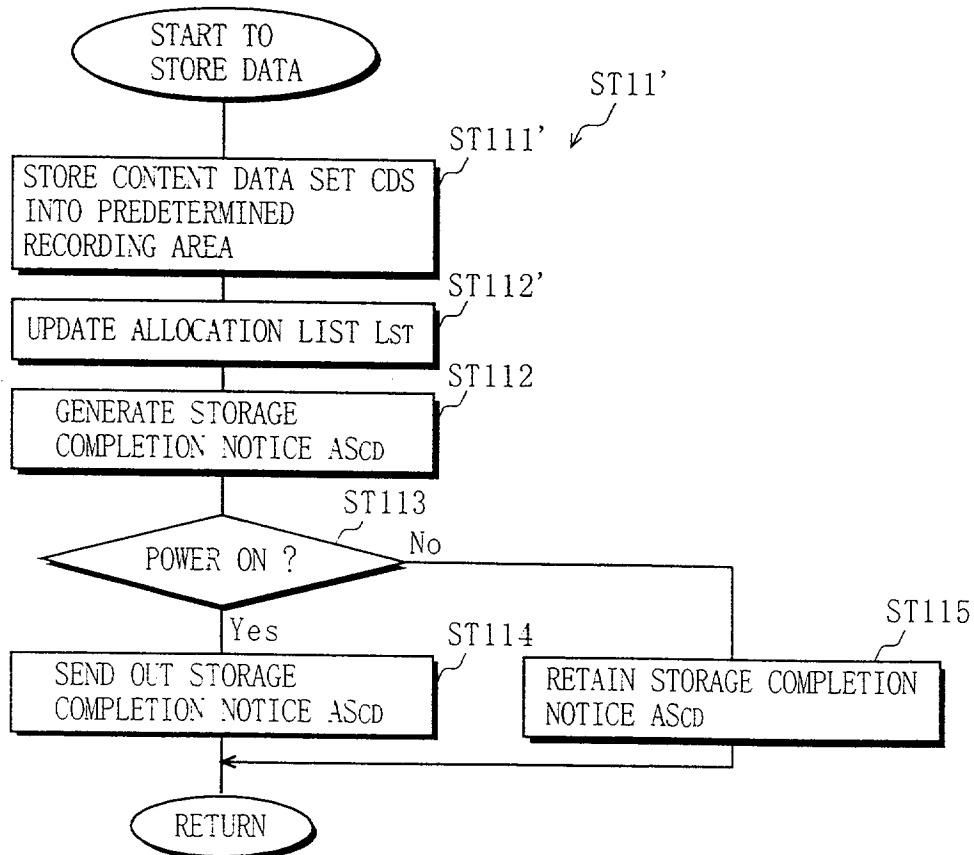 START TO
STORE DATA
ST11'
ST111'
STORE CONTENT DATA SET CDS
INTO PREDETERMINED
RECORDING AREA
ST112'
UPDATE ALLOCATION LIST LST
ST112
GENERATE STORAGE
COMPLETION NOTICE ASCD
ST113
POWER ON ?
No
Yes
ST114
SEND OUT STORAGE
COMPLETION NOTICE ASCD
ST115
RETAIN STORAGE COMPLETION
NOTICE ASCD
RETURN